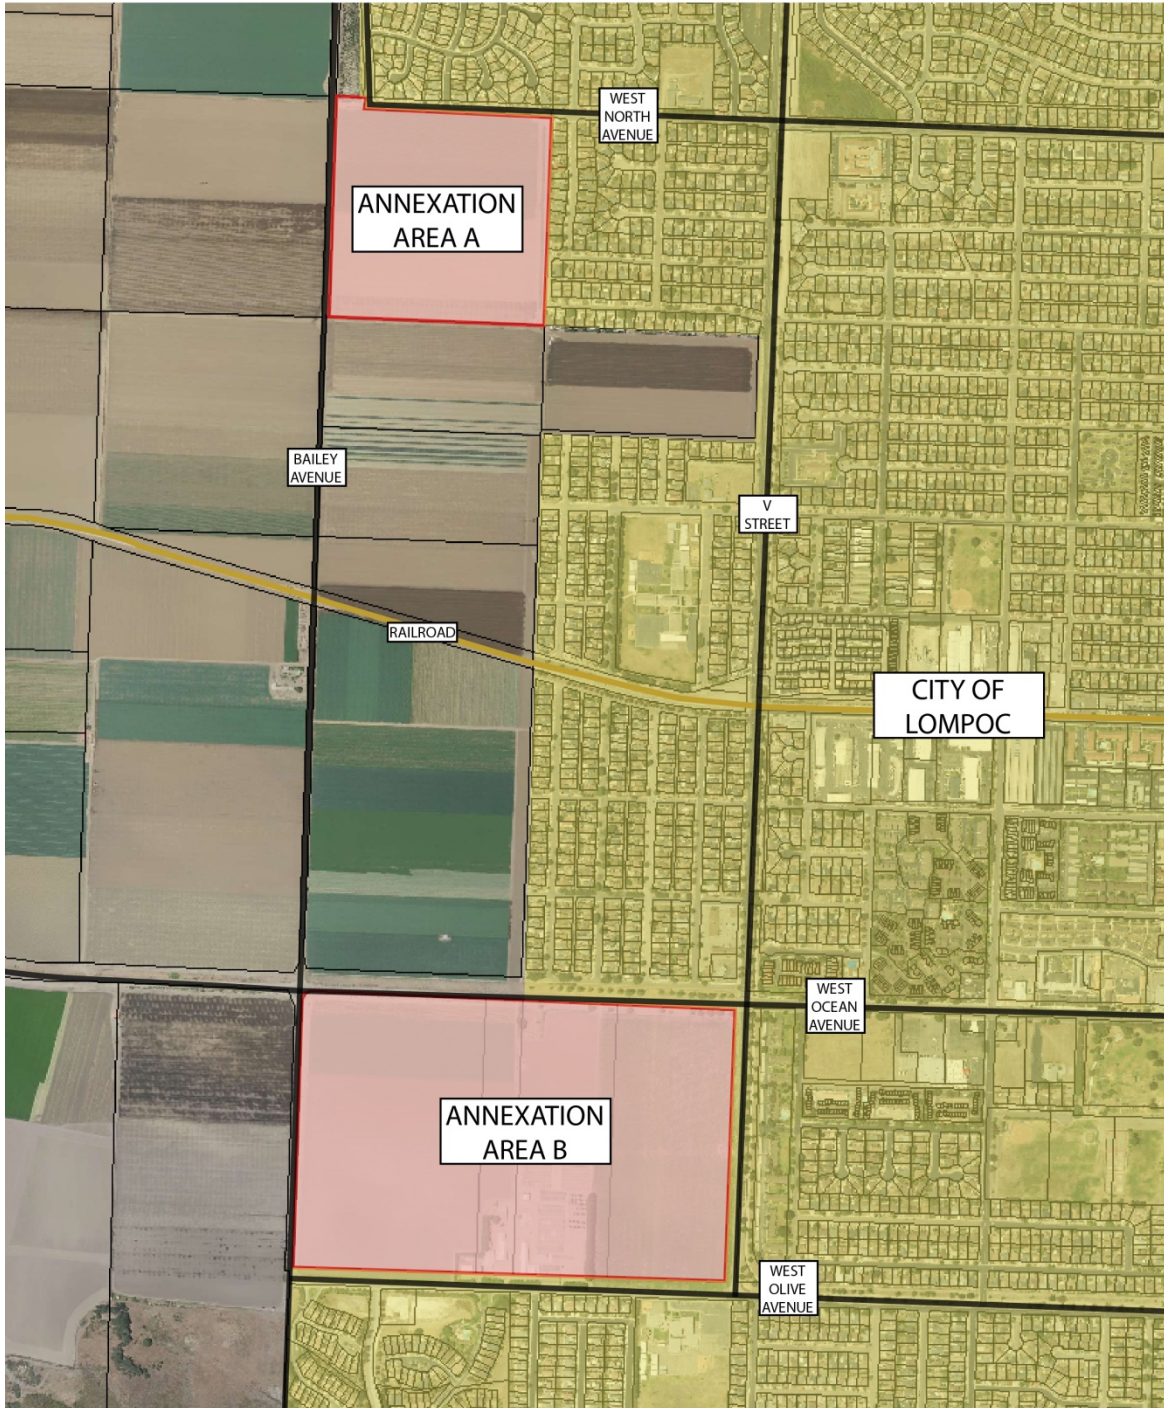 WEST
NORTH
AVENUE
ANNEXATION
AREA A
BAILEY
AVENUE
V
STREET
RAILROAD
CITY OF
LOMPOC
WEST
OCEAN
AVENUE
ANNEXATION
AREA B
WEST
OLIVE
AVENUE